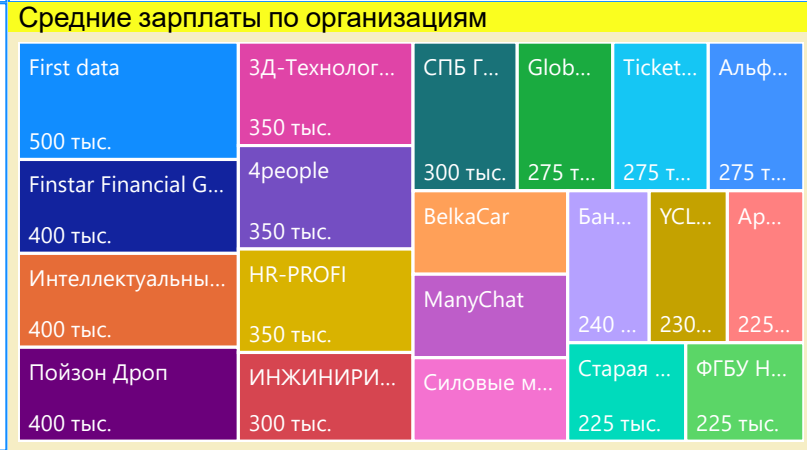 Средние зарплаты по организациям
First data
500 тыс.
Finstar Financial G...
400 тыс.
Интеллектуальны...
400 тыс.
Пойзон Дроп
400 тыс.
3Д-Технолог...
350 тыс.
4people
350 тыс.
HR-PROFI
350 тыс.
ИНЖИНИРИ...
300 тыс.
СПБ Г...
300 тыс.
Glob...
275 т...
Ticket...
275 т...
Альф...
275 т...
BelkaCar
ManyChat
Силовые м...
Бан...
240 ...
YCL...
230...
Ар...
225...
Старая ...
225 тыс.
ФГБУ Н...
225 тыс.